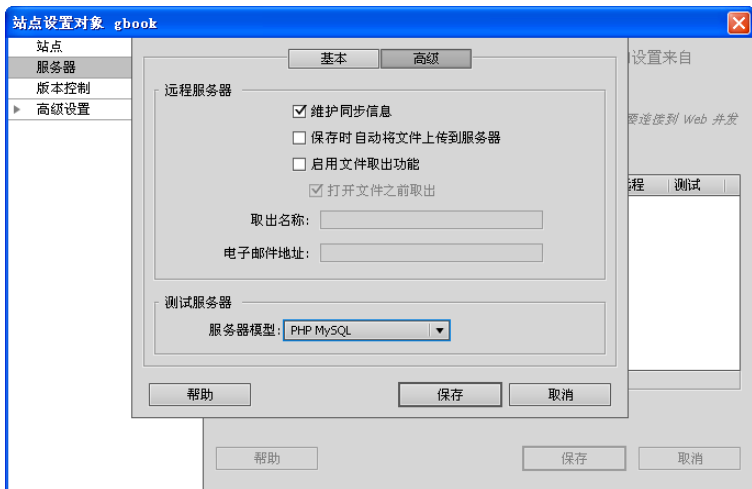 站点设置对象 gbook
站点
服务器
版本控制
高级设置
基本
高级
设置来自
远程服务器
维护同步信息
保存时自动将文件上传到服务器
要连接到 Web 并发
启用文件取出功能
打开文件之前取出
程
测试
取出名称:
电子邮件地址:
测试服务器
服务器模型: PHP MySQL
帮助
保存
取消
帮助
保存
取消